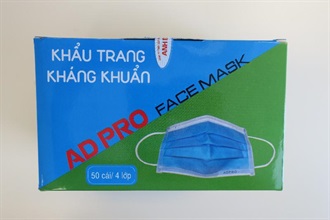 KHẨU TRANG
KHÁNG KHUẨN
AD PRO FACE MASK
50 cái/ 4 lớp